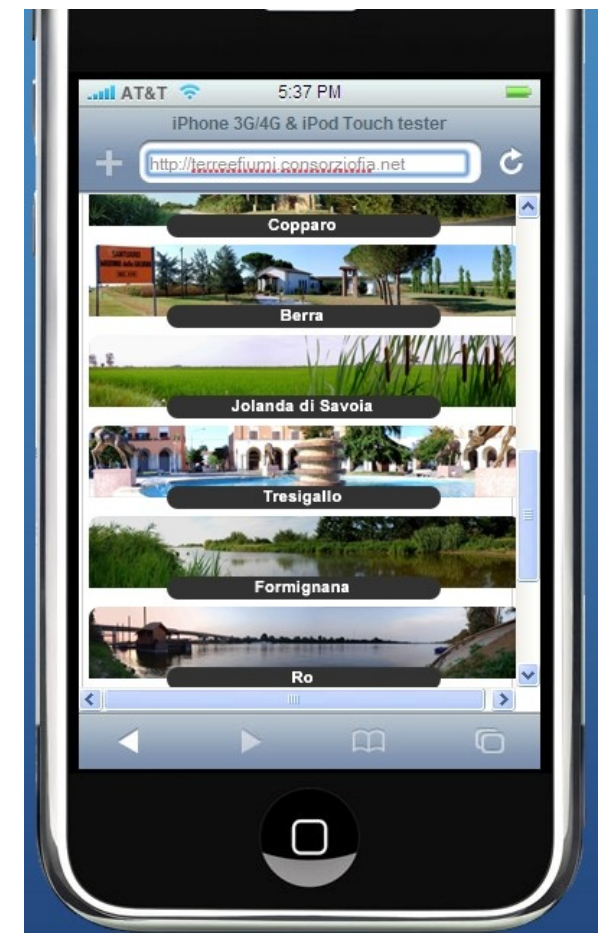 AT&T
5:37 PM
iPhone 3G/4G & iPod Touch tester
http://terreefiumi.consorziofia.net
Copparo
SANTUARIO
Berra
Jolanda di Savoia
Tresigallo
Formignana
Ro